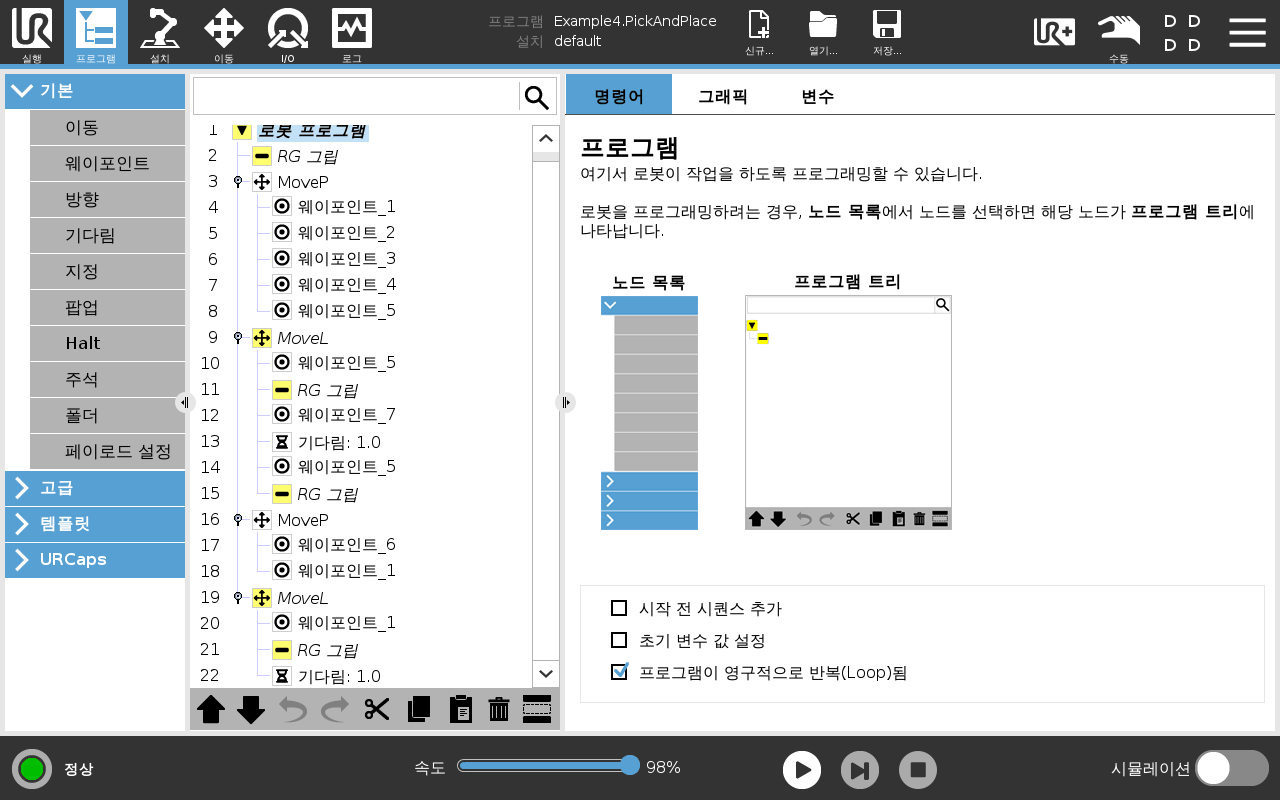 프로그램 Example4.PickAndPlace
설치 default
실행
프로그램
설치
이동
I/O
로그
신규...
열기...
저장...
UR+
수동
D D
D D
기본
이동
웨이포인트
방향
기다림
지정
팝업
Halt
주석
폴더
페이로드 설정
고급
템플릿
URCaps
1 로봇 프로그램
2 RG 그립
3 MoveP
4 웨이포인트_1
5 웨이포인트_2
6 웨이포인트_3
7 웨이포인트_4
8 웨이포인트_5
9 MoveL
10 웨이포인트_5
11 RG 그립
12 웨이포인트_7
13 기다림: 1.0
14 웨이포인트_5
15 RG 그립
16 MoveP
17 웨이포인트_6
18 웨이포인트_1
19 MoveL
20 웨이포인트_1
21 RG 그립
22 기다림: 1.0
명령어 그래픽 변수
프로그램
여기서 로봇이 작업을 하도록 프로그래밍할 수 있습니다.
로봇을 프로그래밍하려는 경우, 노드 목록에서 노드를 선택하면 해당 노드가 프로그램 트리에
나타납니다.
노드 목록 프로그램 트리
시작 전 시퀀스 추가
초기 변수 값 설정
프로그램이 영구적으로 반복(Loop)됨
정상
속도 98%
시뮬레이션